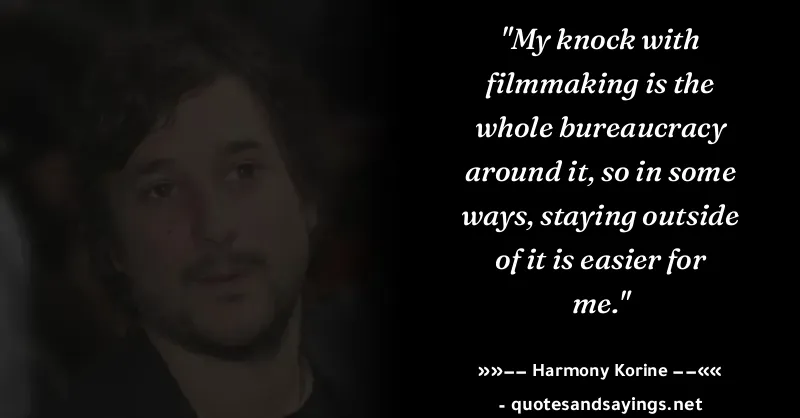 "My knock with
filmmaking is the
whole bureaucracy
around it, so in some
ways, staying outside
of it is easier for
me."
»»−− Harmony Korine −−««
- quotesandsayings.net